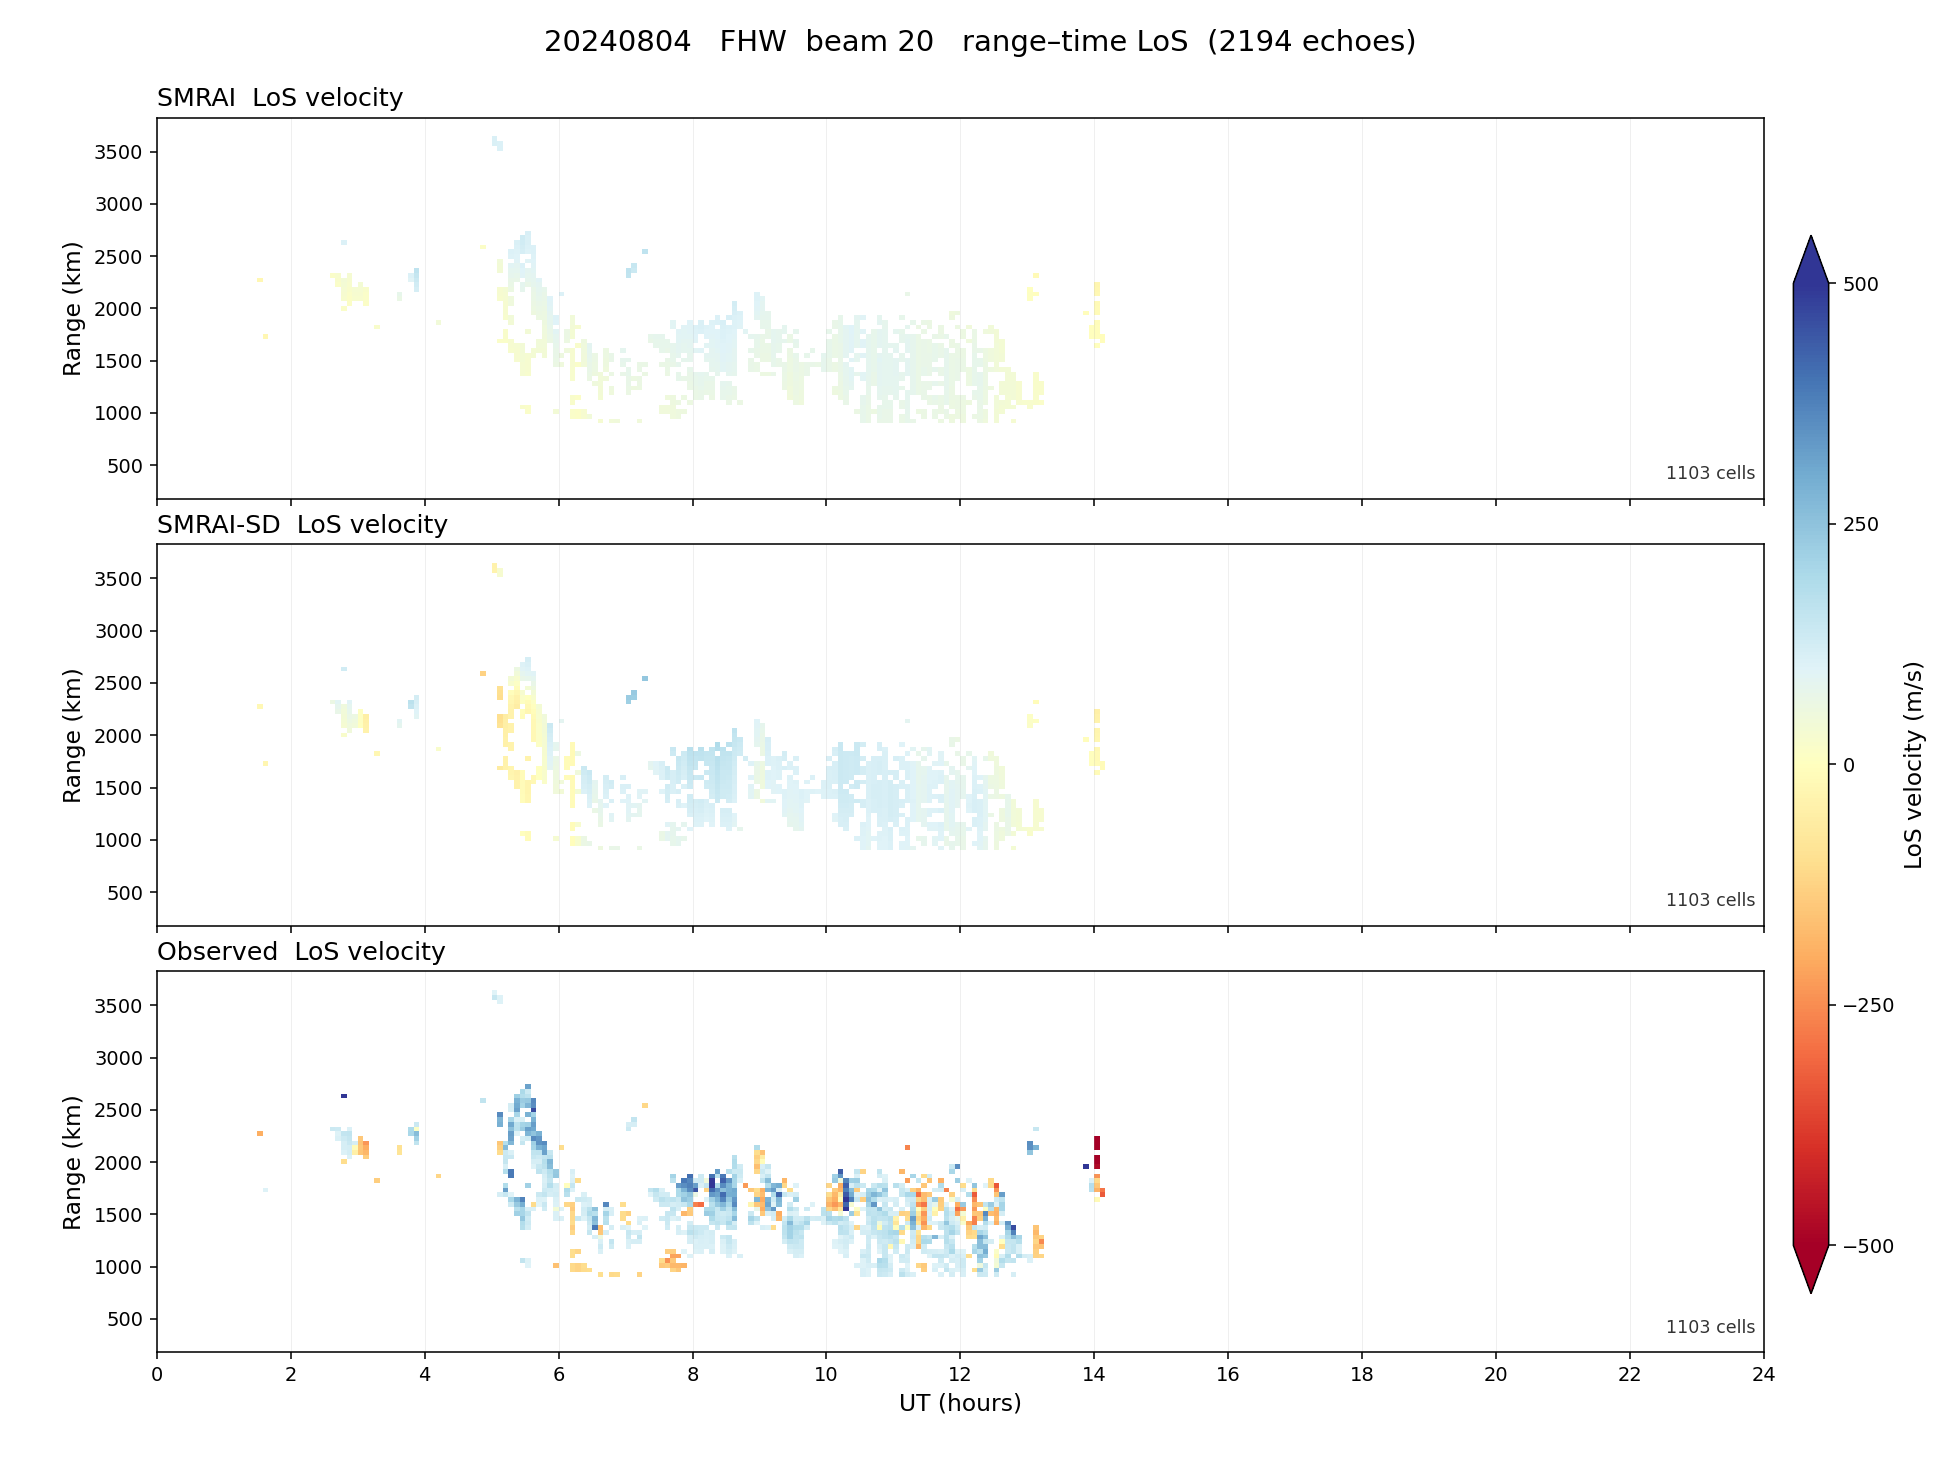 20240804 FHW beam 20 range–time LoS (2194 echoes)
SMRAI LoS velocity
3500
3000
2500
2000
1500
1000
500
Range (km)
1103 cells
SMRAI-SD LoS velocity
3500
3000
2500
2000
1500
1000
500
Range (km)
1103 cells
Observed LoS velocity
3500
3000
2500
2000
1500
1000
500
Range (km)
1103 cells
0 2 4 6 8 10 12 14 16 18 20 22 24
UT (hours)
500
250
0
−250
−500
LoS velocity (m/s)